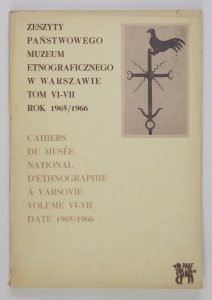 ZESZYTY
PAŃSTWOWEGO
MUZEUM
ETNOGRAFICZNEGO
W WARSZAWIE
TOM VI-VII
ROK 1965/1966
CAHIERS
DU MUSÉE
NATIONAL
D'ETHNOGRAPHIE
À VARSOVIE
VOLUME VI-VII
DATE 1965/1966